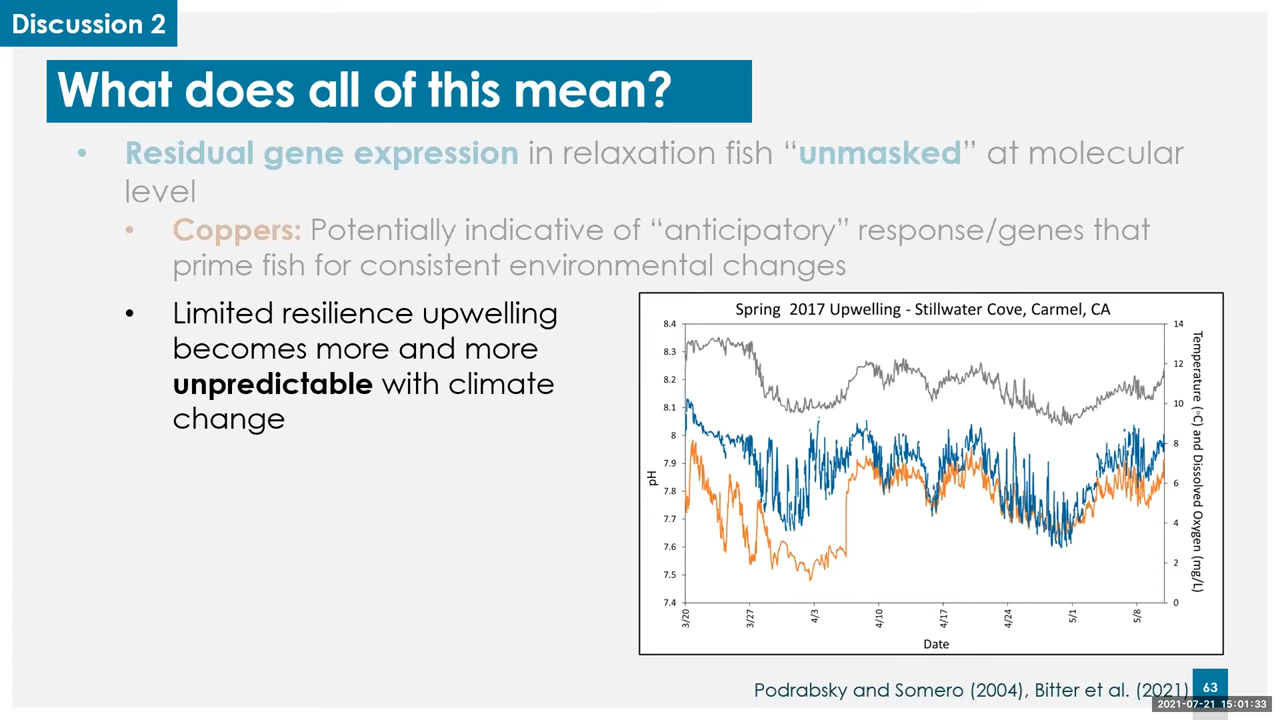 Discussion 2
What does all of this mean?
• Residual gene expression in relaxation fish “unmasked” at molecular
level
• Coppers: Potentially indicative of “anticipatory” response/genes that
prime fish for consistent environmental changes
• Limited resilience upwelling
becomes more and more
unpredictable with climate
change
Spring 2017 Upwelling - Stillwater Cove, Carmel, CA
8.4
8.3
8.2
8.1
8
7.9
7.8
7.7
7.6
7.5
7.4
pH
14
12
10
8
6
4
2
0
Temperature (◦C) and Dissolved Oxygen (mg/L)
3/20
3/27
4/3
4/10
4/17
4/24
5/1
5/8
Date
Podrabsky and Somero (2004), Bitter et al. (2021)
63
2021-07-21 15:01:33